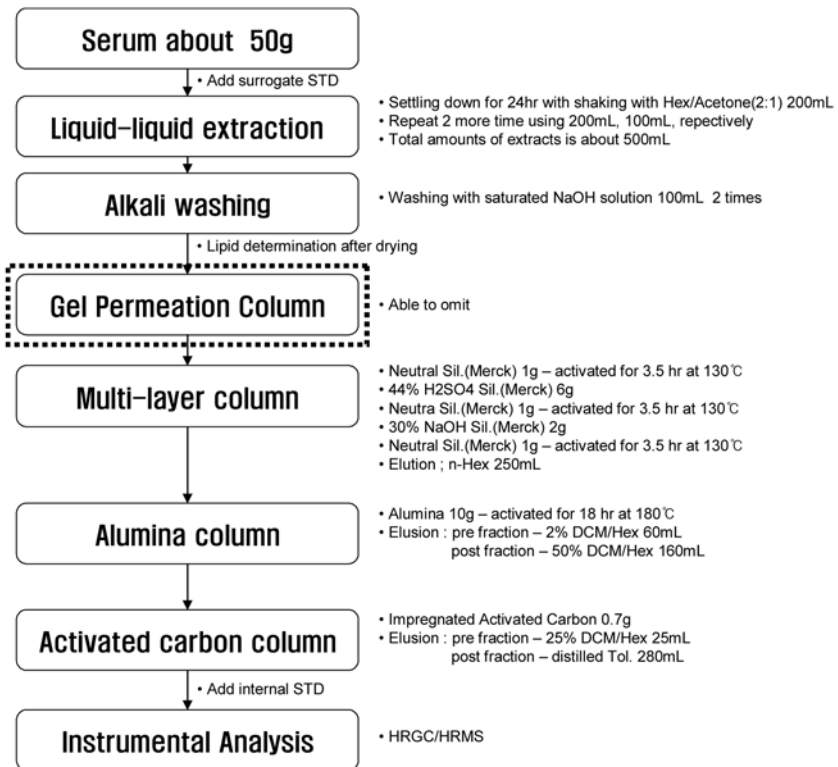 Serum about 50g
• Add surrogate STD
Liquid-liquid extraction
• Settling down for 24hr with shaking with Hex/Acetone(2:1) 200mL
• Repeat 2 more time using 200mL, 100mL, repectively
• Total amounts of extracts is about 500mL
Alkali washing
• Washing with saturated NaOH solution 100mL 2 times
• Lipid determination after drying
Gel Permeation Column
• Able to omit
Multi-layer column
• Neutral Sil.(Merck) 1g – activated for 3.5 hr at 130℃
• 44% H2SO4 Sil.(Merck) 6g
• Neutra Sil.(Merck) 1g – activated for 3.5 hr at 130℃
• 30% NaOH Sil.(Merck) 2g
• Neutral Sil.(Merck) 1g – activated for 3.5 hr at 130℃
• Elution ; n-Hex 250mL
Alumina column
• Alumina 10g – activated for 18 hr at 180℃
• Elusion : pre fraction – 2% DCM/Hex 60mL
post fraction – 50% DCM/Hex 160mL
Activated carbon column
• Impregnated Activated Carbon 0.7g
• Elusion : pre fraction – 25% DCM/Hex 25mL
post fraction – distilled Tol. 280mL
• Add internal STD
Instrumental Analysis
• HRGC/HRMS